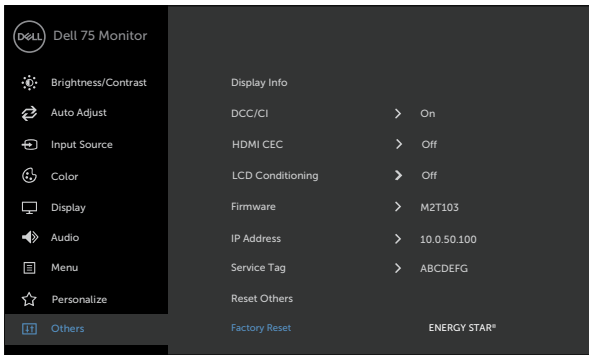 DELL Dell 75 Monitor
Brightness/Contrast Display Info
Auto Adjust DCC/CI On
Input Source HDMI CEC Off
Color LCD Conditioning Off
Display Firmware M2T103
Audio IP Address 10.0.50.100
Menu Service Tag ABCDEFG
Personalize Reset Others
Others Factory Reset ENERGY STAR®